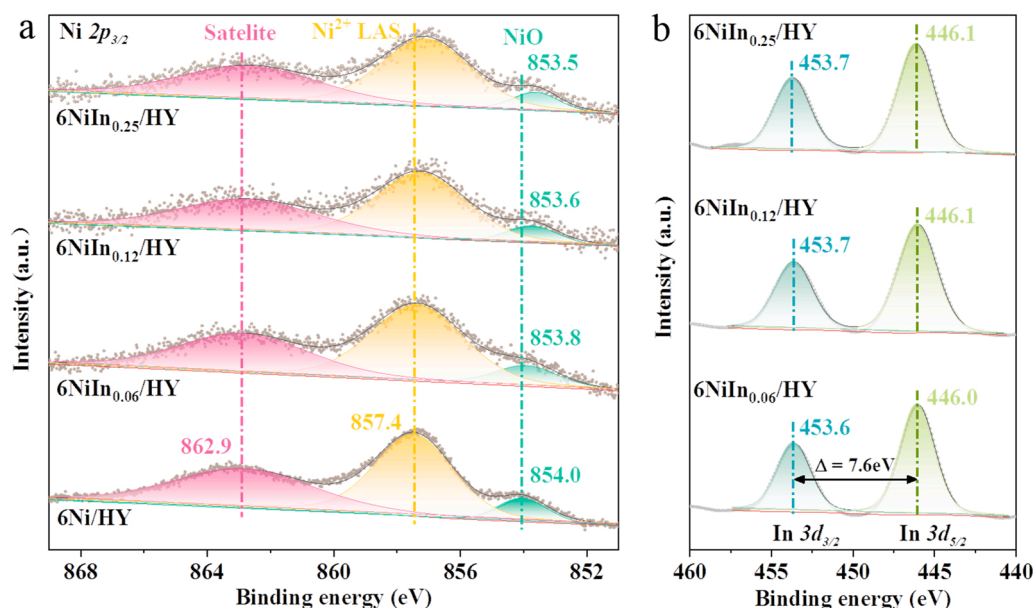 a
Ni 2p3/2
Satelite
Ni2+ LAS
NiO
853.5
6NiIn0.25/HY
853.6
6NiIn0.12/HY
853.8
6NiIn0.06/HY
862.9
857.4
854.0
6Ni/HY
Intensity (a.u.)
868 864 860 856 852
Binding energy (eV)
b
6NiIn0.25/HY
446.1
453.7
6NiIn0.12/HY
446.1
453.7
6NiIn0.06/HY
446.0
453.6
Δ = 7.6eV
In 3d3/2
In 3d5/2
Intensity (a.u.)
460 455 450 445 440
Binding energy (eV)